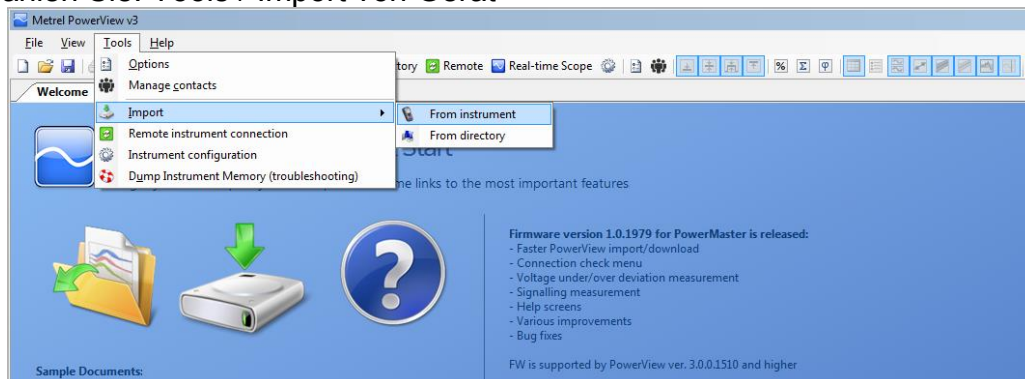 Metrel PowerView v3
File View Tools Help
tory Remote Real-time Scope
Welcome
Options
Manage contacts
Import
From instrument
From directory
Remote instrument connection
Instrument configuration
Dump Instrument Memory (troubleshooting)
Start
me links to the most important features
Firmware version 1.0.1979 for PowerMaster is released:
- Faster PowerView import/download
- Connection check menu
- Voltage under/over deviation measurement
- Signalling measurement
- Help screens
- Various improvements
- Bug fixes
FW is supported by PowerView ver. 3.0.0.1510 and higher
Sample Documents: